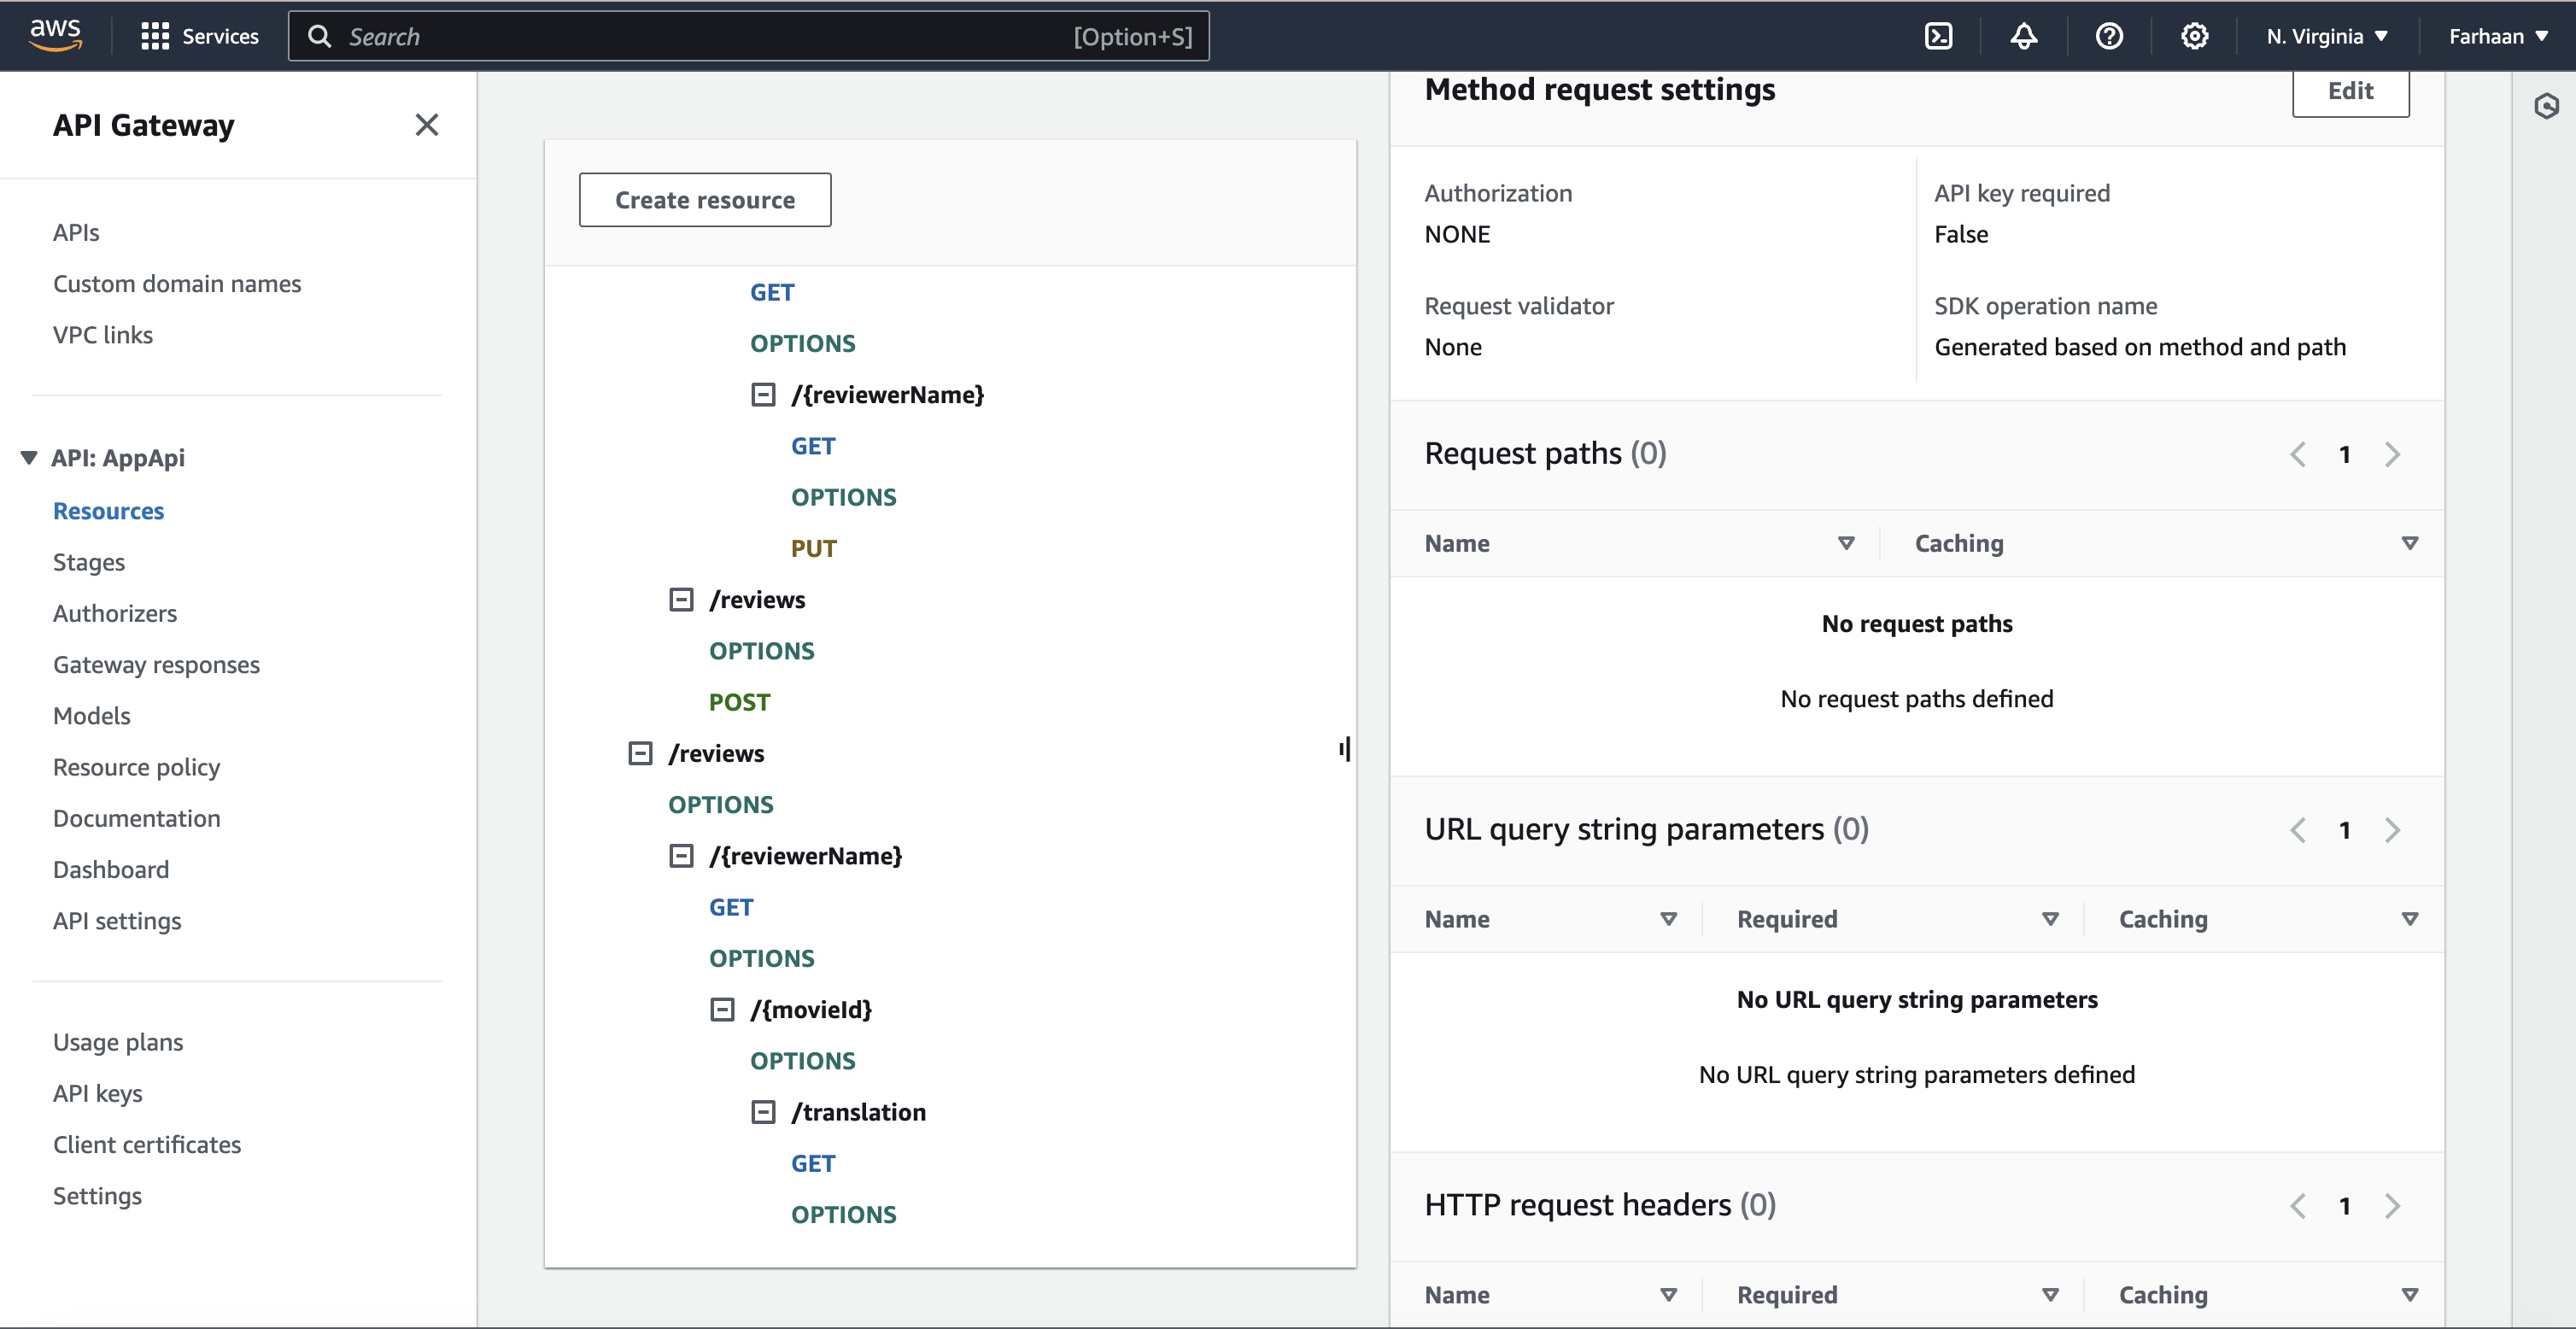 aws
Services
Search
[Option+S]
N. Virginia
Farhaan
API Gateway
APIs
Custom domain names
VPC links
API: AppApi
Resources
Stages
Authorizers
Gateway responses
Models
Resource policy
Documentation
Dashboard
API settings
Usage plans
API keys
Client certificates
Settings
Create resource
GET
OPTIONS
/{reviewerName}
GET
OPTIONS
PUT
/reviews
OPTIONS
POST
/reviews
OPTIONS
/{reviewerName}
GET
OPTIONS
/{movieId}
OPTIONS
/translation
GET
OPTIONS
Method request settings
Edit
Authorization
NONE
API key required
False
Request validator
None
SDK operation name
Generated based on method and path
Request paths (0)
1
Name
Caching
No request paths
No request paths defined
URL query string parameters (0)
1
Name
Required
Caching
No URL query string parameters
No URL query string parameters defined
HTTP request headers (0)
1
Name
Required
Caching